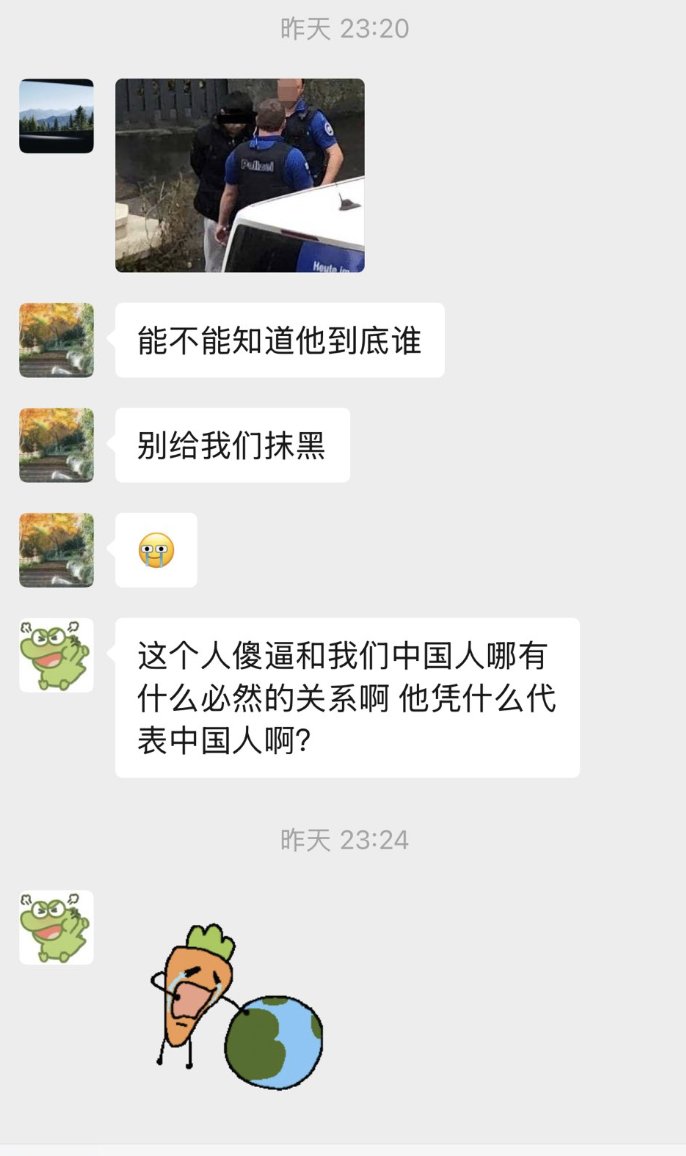 昨天 23:20
Polizei
Heute im
能不能知道他到底谁
别给我们抹黑
这个人傻逼和我们中国人哪有
什么必然的关系啊 他凭什么代
表中国人啊?
昨天 23:24